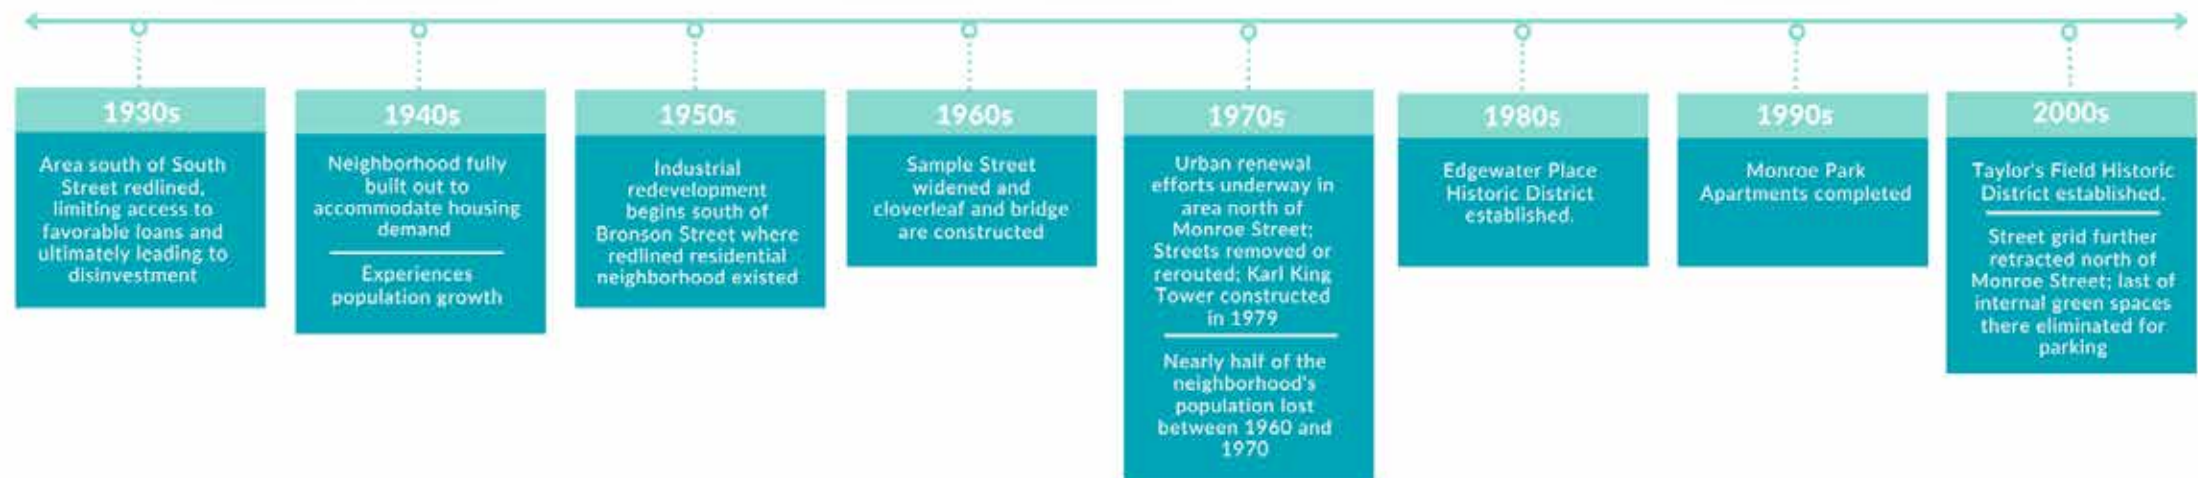 1930s
Area south of South
Street redlined,
limiting access to
favorable loans and
ultimately leading to
disinvestment
1940s
Neighborhood fully
built out to
accommodate housing
demand
Experiences
population growth
1950s
Industrial
redevelopment
begins south of
Bronson Street where
redlined residential
neighborhood existed
1960s
Sample Street
widened and
cloverleaf and bridge
are constructed
1970s
Urban renewal
efforts underway in
area north of
Monroe Street;
Streets removed or
rerouted; Karl King
Tower constructed
in 1979
Nearly half of the
neighborhood's
population lost
between 1960 and
1970
1980s
Edgewater Place
Historic District
established.
1990s
Monroe Park
Apartments completed
2000s
Taylor's Field Historic
District established.
Street grid further
retracted north of
Monroe Street; last of
internal green spaces
there eliminated for
parking